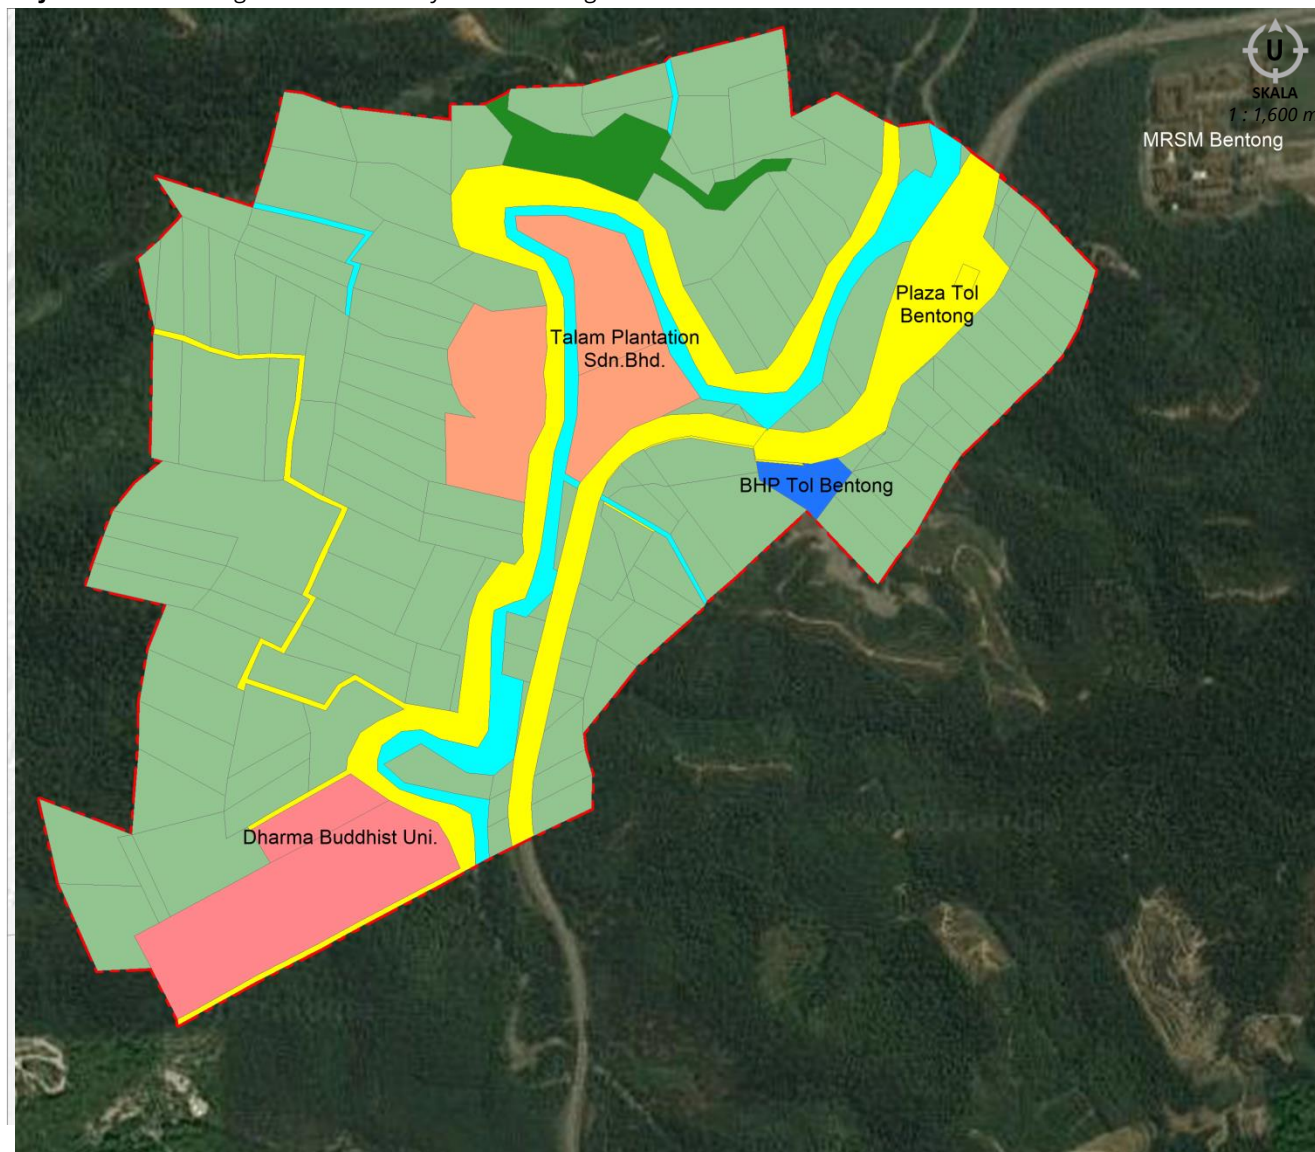 U
SKALA
1 : 1,600 m
MRSM Bentong
Plaza Tol
Bentong
Talam Plantation
Sdn.Bhd.
BHP Tol Bentong
Dharma Buddhist Uni.